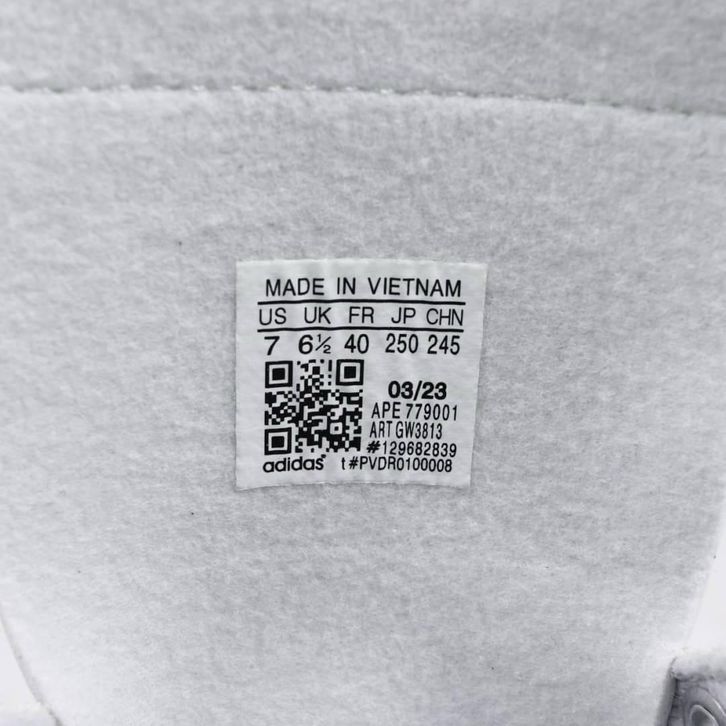 MADE IN VIETNAM
US UK FR JP CHN
7 6½ 40 250 245
03/23
APE 779001
ART GW3813
#129682839
adidas t#PVDR0100008